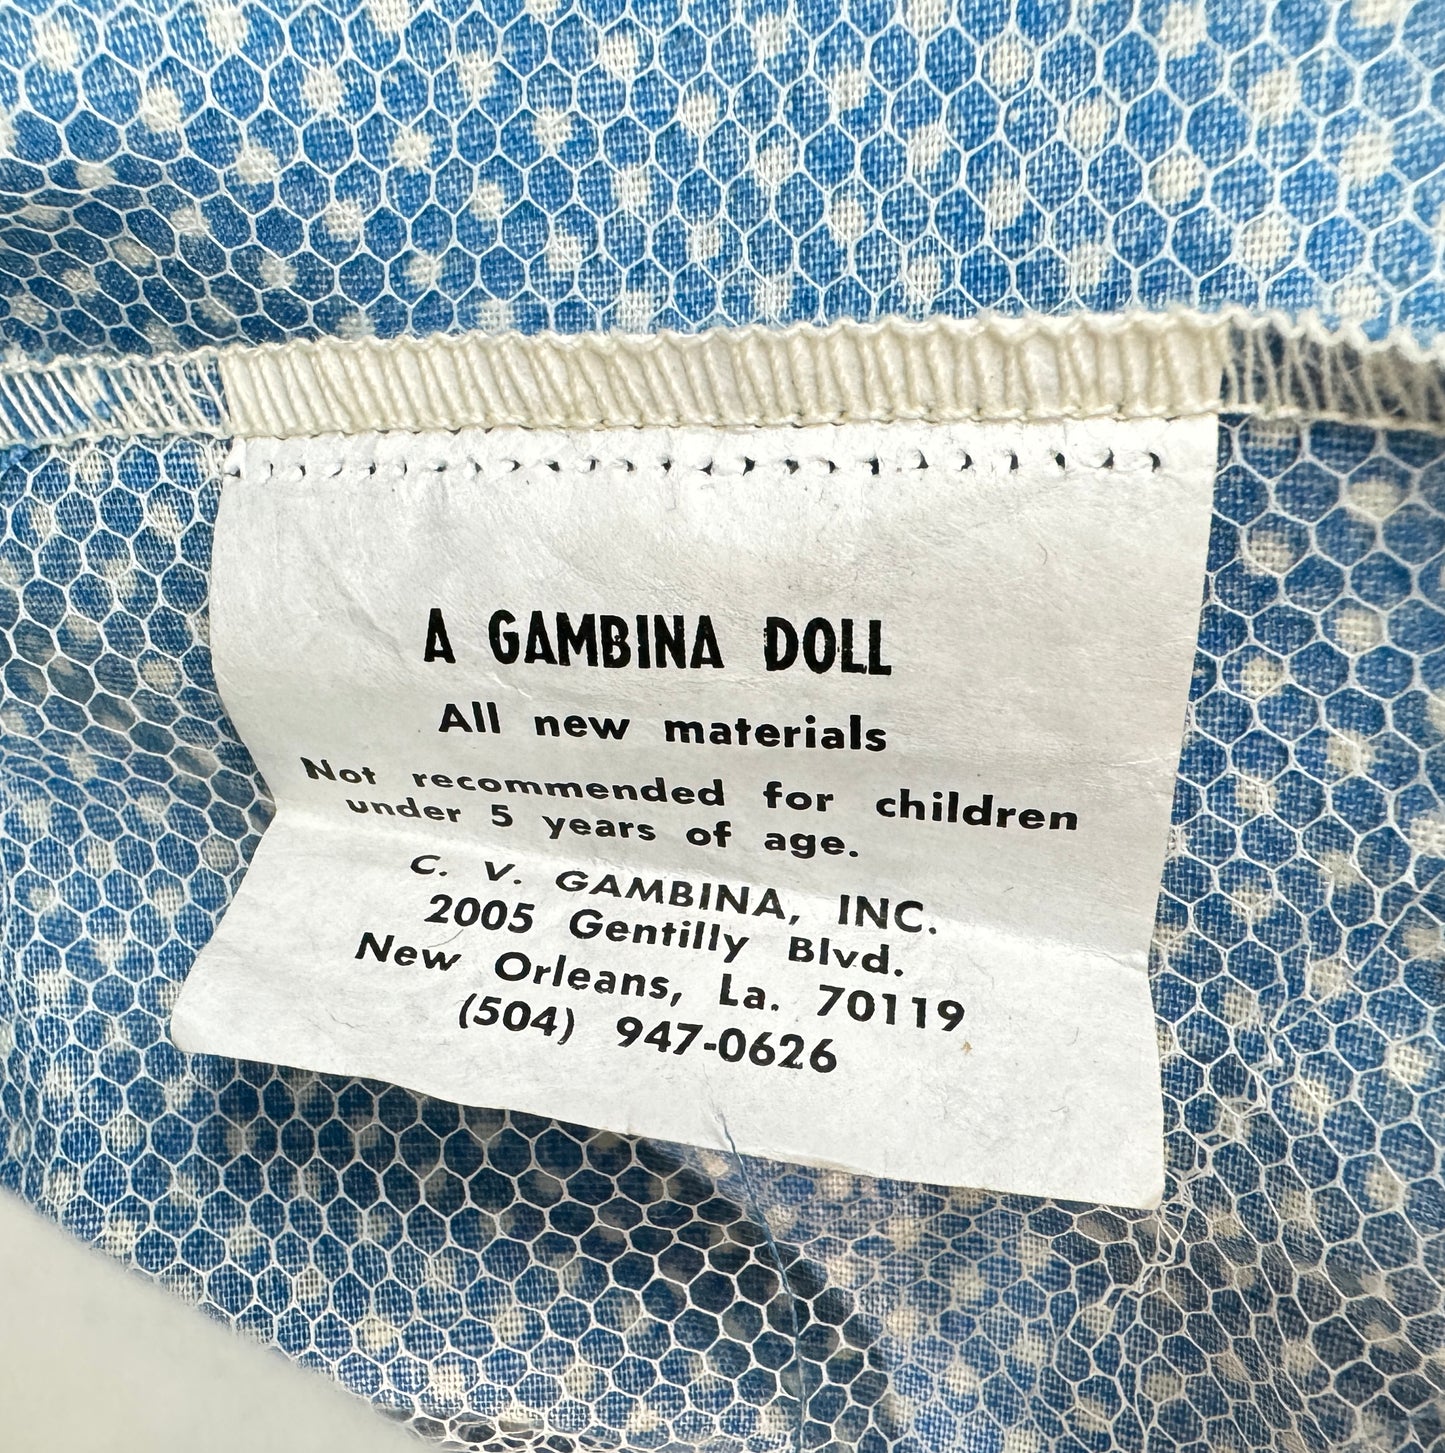 A GAMBINA DOLL
All new materials
Not recommended for children
under 5 years of age.
C. V. GAMBINA, INC.
2005 Gentilly Blvd.
New Orleans, La. 70119
(504) 947-0626